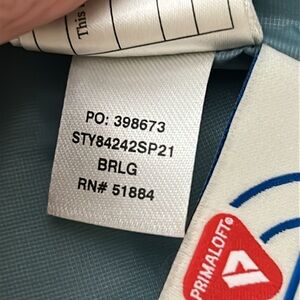 This
PO: 398673
STY84242SP21
BRLG
RN# 51884
PRIMALOFT®